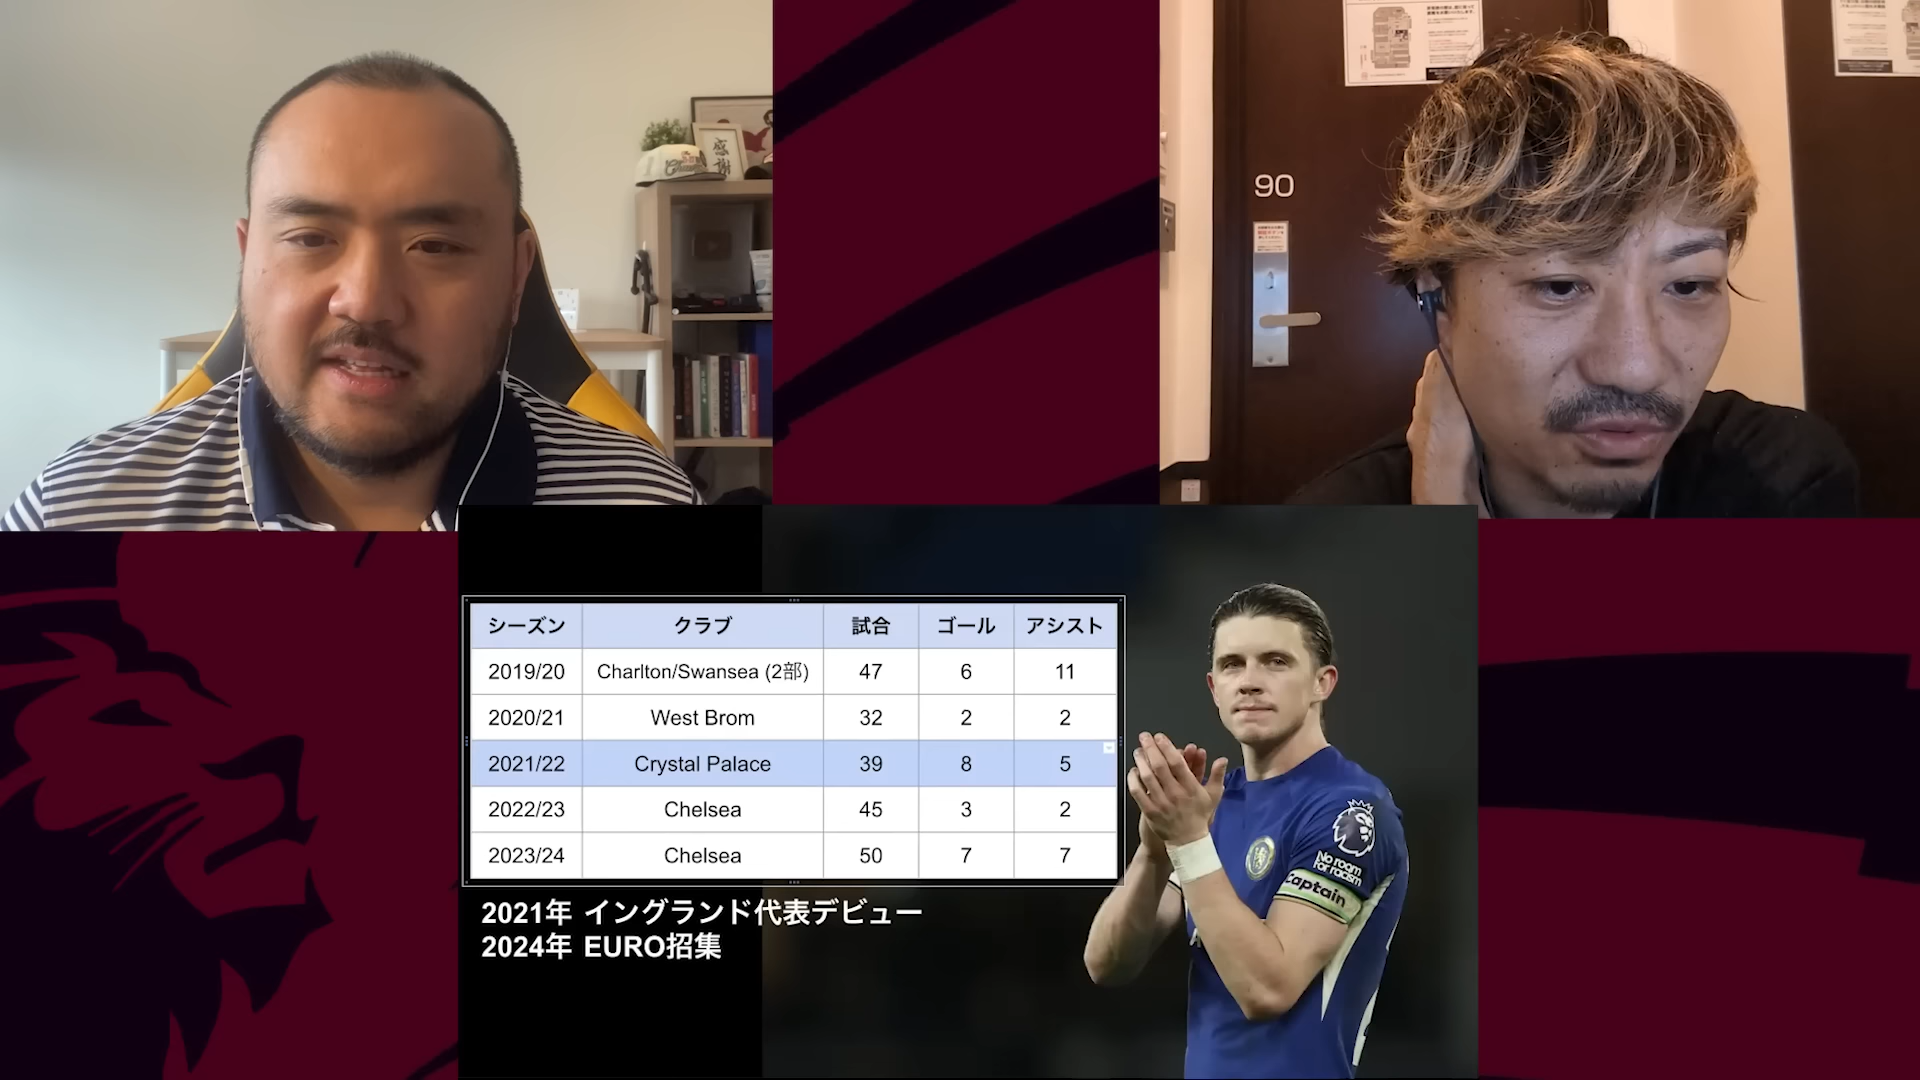 感
謝
90
シーズン クラブ 試合 ゴール アシスト
2019/20 Charlton/Swansea (2部) 47 6 11
2020/21 West Brom 32 2 2
2021/22 Crystal Palace 39 8 5
2022/23 Chelsea 45 3 2
2023/24 Chelsea 50 7 7
2021年 イングランド代表デビュー
2024年 EURO招集
No room
for racism
Captain